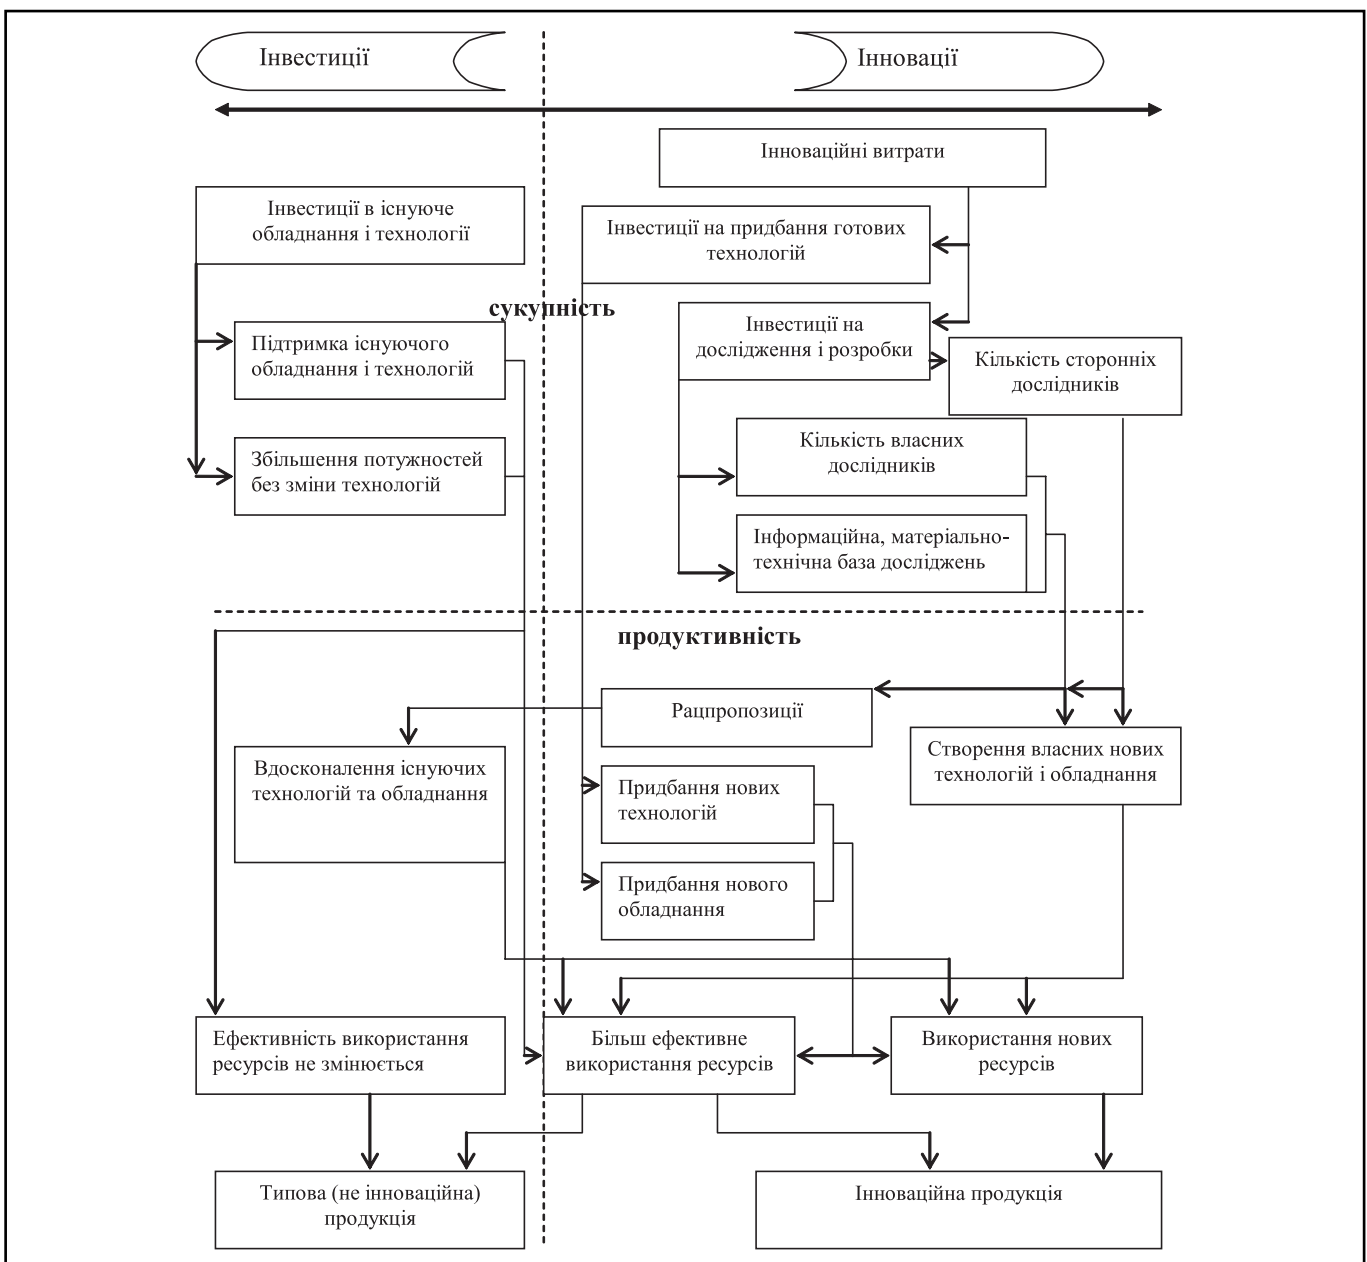 Інвестиції
Інновації
Інноваційні витрати
Інвестиції в існуюче
обладнання і технології
Інвестиції на придбання готових
технологій
сукупність
Підтримка існуючого
обладнання і технологій
Інвестиції на
дослідження і розробки
Кількість сторонніх
дослідників
Збільшення потужностей
без зміни технологій
Кількість власних
дослідників
Інформаційна, матеріально-
технічна база досліджень
продуктивність
Рацпропозиції
Вдосконалення існуючих
технологій та обладнання
Створення власних нових
технологій і обладнання
Придбання нових
технологій
Придбання нового
обладнання
Ефективність використання
ресурсів не змінюється
Більш ефективне
використання ресурсів
Використання нових
ресурсів
Типова (не інноваційна)
продукція
Інноваційна продукція